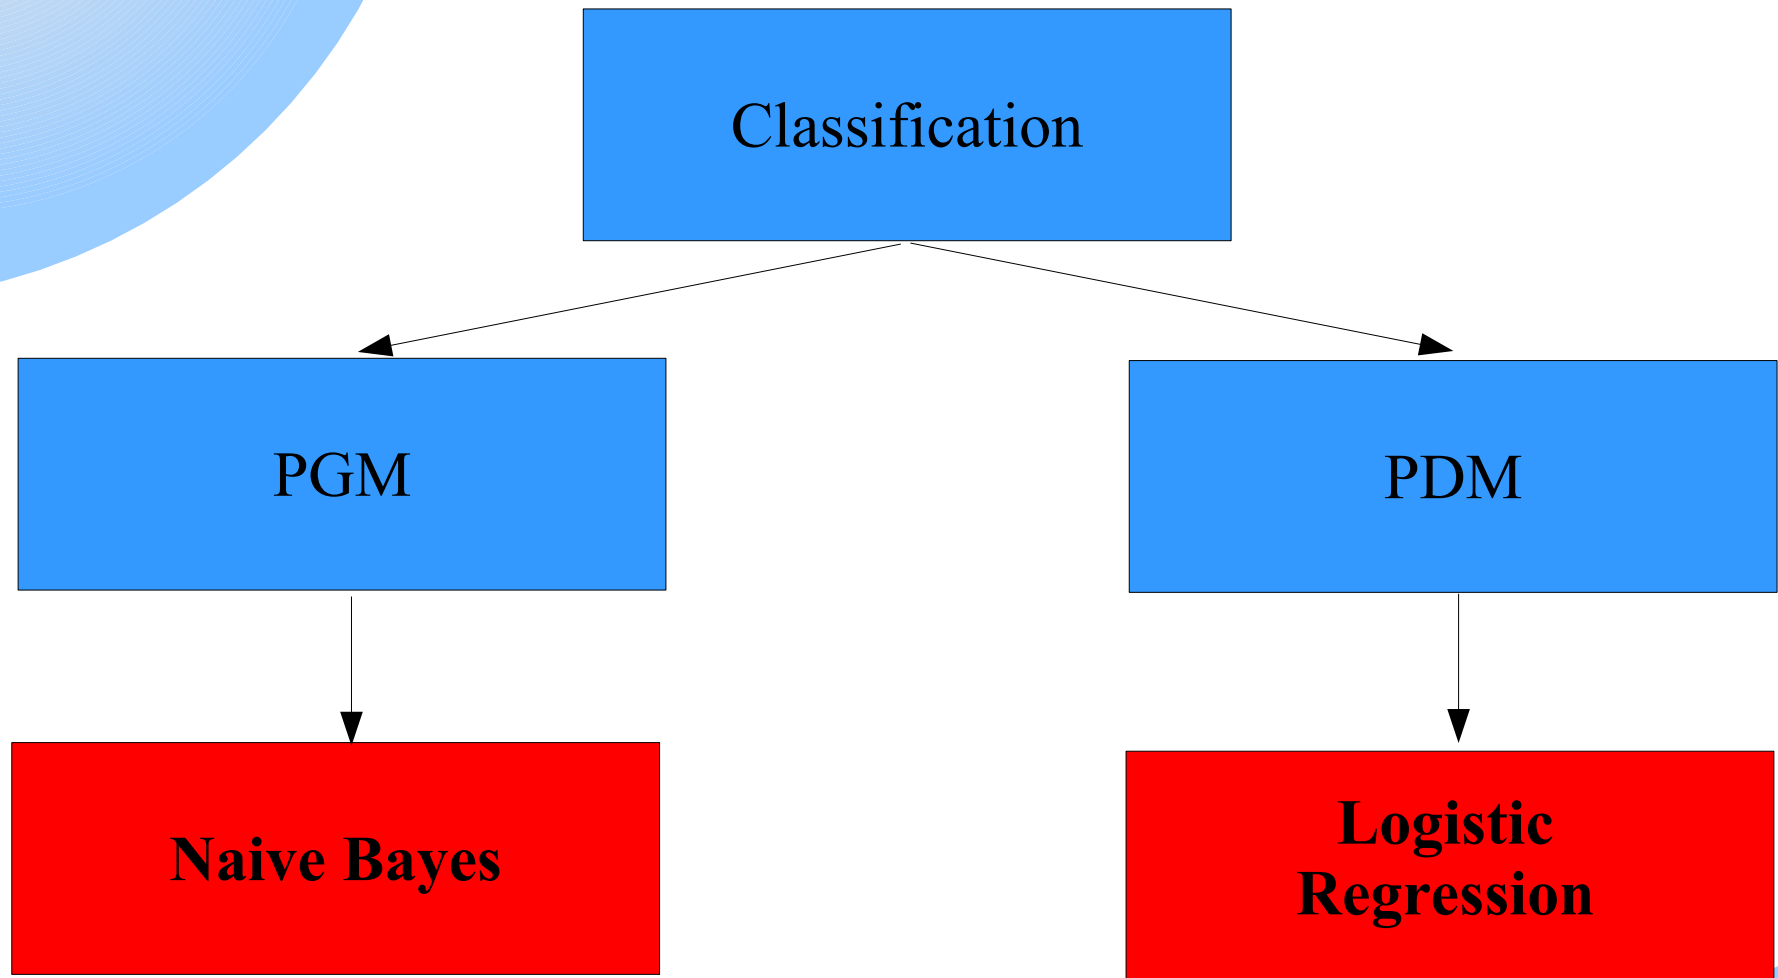 Classification
PGM
PDM
Naive Bayes
Logistic
Regression